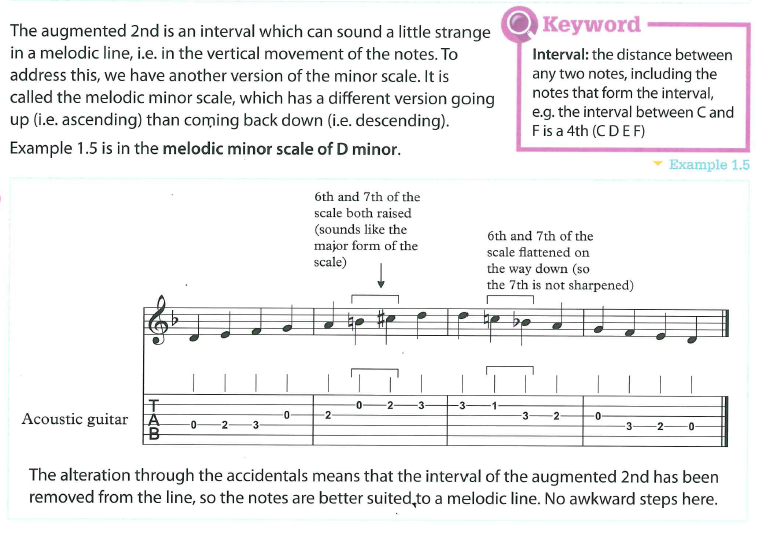 The augmented 2nd is an interval which can sound a little strange
in a melodic line, i.e. in the vertical movement of the notes. To
address this, we have another version of the minor scale. It is
called the melodic minor scale, which has a different version going
up (i.e. ascending) than coming back down (i.e. descending).
Example 1.5 is in the melodic minor scale of D minor.
Keyword
Interval: the distance between
any two notes, including the
notes that form the interval,
e.g. the interval between C and
F is a 4th (C D E F)
Example 1.5
6th and 7th of the
scale both raised
(sounds like the
major form of the
scale)
6th and 7th of the
scale flattened on
the way down (so
the 7th is not sharpened)
Acoustic guitar
T
A
B
0 2 3 0 2 0 2 3 3 1 3 2 0 3 2 0
The alteration through the accidentals means that the interval of the augmented 2nd has been
removed from the line, so the notes are better suited to a melodic line. No awkward steps here.